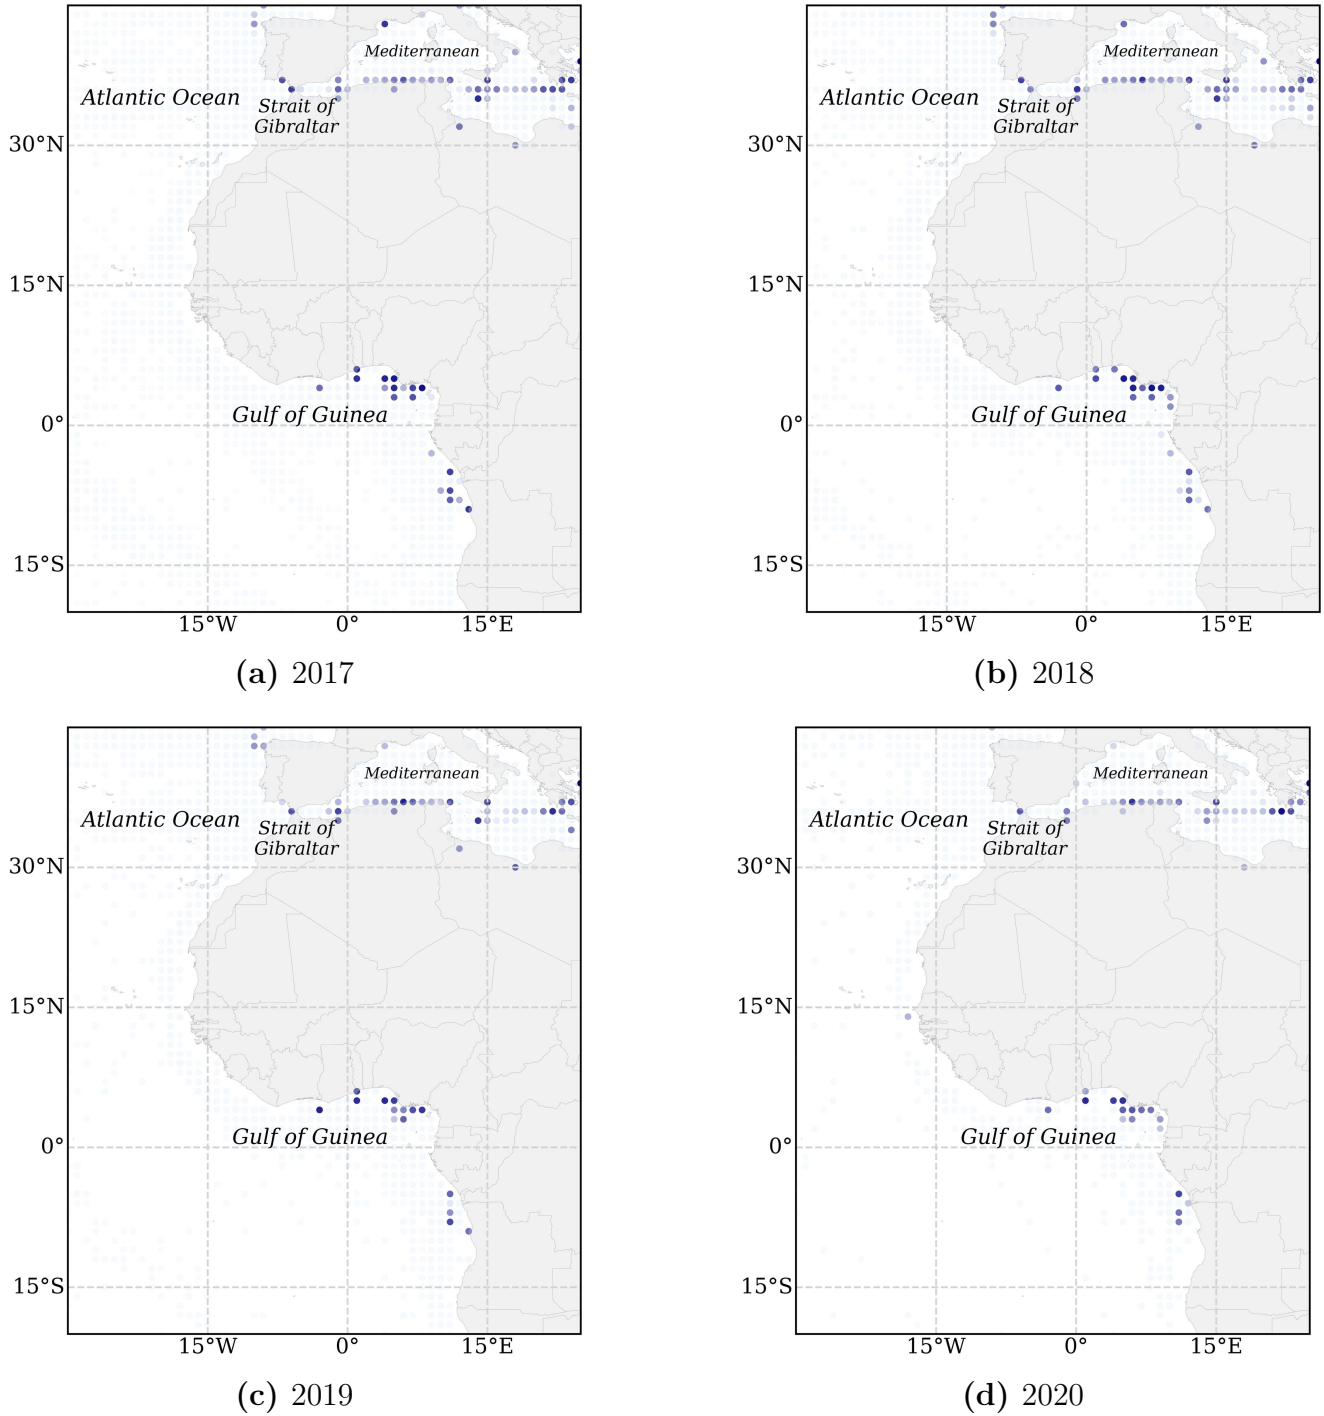 Mediterranean
Atlantic Ocean
Strait of
Gibraltar
30°N
15°N
Gulf of Guinea
0°
15°S
15°W 0° 15°E
(a) 2017
Mediterranean
Atlantic Ocean
Strait of
Gibraltar
30°N
15°N
Gulf of Guinea
0°
15°S
15°W 0° 15°E
(b) 2018
Mediterranean
Atlantic Ocean
Strait of
Gibraltar
30°N
15°N
Gulf of Guinea
0°
15°S
15°W 0° 15°E
(c) 2019
Mediterranean
Atlantic Ocean
Strait of
Gibraltar
30°N
15°N
Gulf of Guinea
0°
15°S
15°W 0° 15°E
(d) 2020